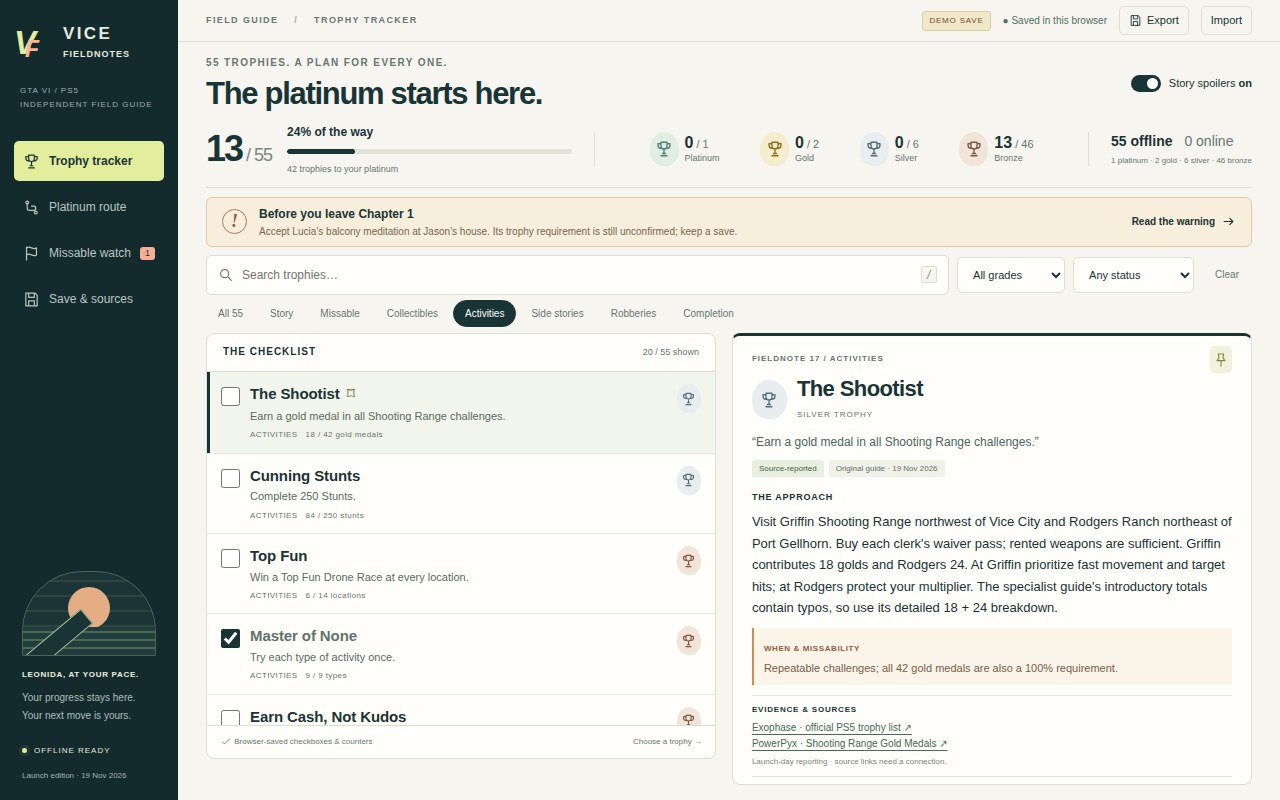 VICE
FIELDNOTES
GTA VI / PS5
INDEPENDENT FIELD GUIDE
Trophy tracker
Platinum route
Missable watch 1
Save & sources
LEONIDA, AT YOUR PACE.
Your progress stays here.
Your next move is yours.
OFFLINE READY
Launch edition · 19 Nov 2026
FIELD GUIDE / TROPHY TRACKER
DEMO SAVE
● Saved in this browser
Export
Import
55 TROPHIES. A PLAN FOR EVERY ONE.
The platinum starts here.
Story spoilers on
13 / 55
24% of the way
42 trophies to your platinum
0 / 1
Platinum
0 / 2
Gold
0 / 6
Silver
13 / 46
Bronze
55 offline 0 online
1 platinum · 2 gold · 6 silver · 46 bronze
!
Before you leave Chapter 1
Accept Lucia's balcony meditation at Jason's house. Its trophy requirement is still unconfirmed; keep a save.
Read the warning →
Search trophies…
/
All grades
Any status
Clear
All 55
Story
Missable
Collectibles
Activities
Side stories
Robberies
Completion
THE CHECKLIST
20 / 55 shown
The Shootist
Earn a gold medal in all Shooting Range challenges.
ACTIVITIES 18 / 42 gold medals
Cunning Stunts
Complete 250 Stunts.
ACTIVITIES 84 / 250 stunts
Top Fun
Win a Top Fun Drone Race at every location.
ACTIVITIES 6 / 14 locations
Master of None
Try each type of activity once.
ACTIVITIES 9 / 9 types
Earn Cash, Not Kudos
Browser-saved checkboxes & counters
Choose a trophy →
FIELDNOTE 17 / ACTIVITIES
The Shootist
SILVER TROPHY
“Earn a gold medal in all Shooting Range challenges.”
Source-reported
Original guide · 19 Nov 2026
THE APPROACH
Visit Griffin Shooting Range northwest of Vice City and Rodgers Ranch northeast of
Port Gellhorn. Buy each clerk's waiver pass; rented weapons are sufficient. Griffin
contributes 18 golds and Rodgers 24. At Griffin prioritize fast movement and target
hits; at Rodgers protect your multiplier. The specialist guide's introductory totals
contain typos, so use its detailed 18 + 24 breakdown.
WHEN & MISSABILITY
Repeatable challenges; all 42 gold medals are also a 100% requirement.
EVIDENCE & SOURCES
Exophase · official PS5 trophy list ↗
PowerPyx · Shooting Range Gold Medals ↗
Launch-day reporting · source links need a connection.